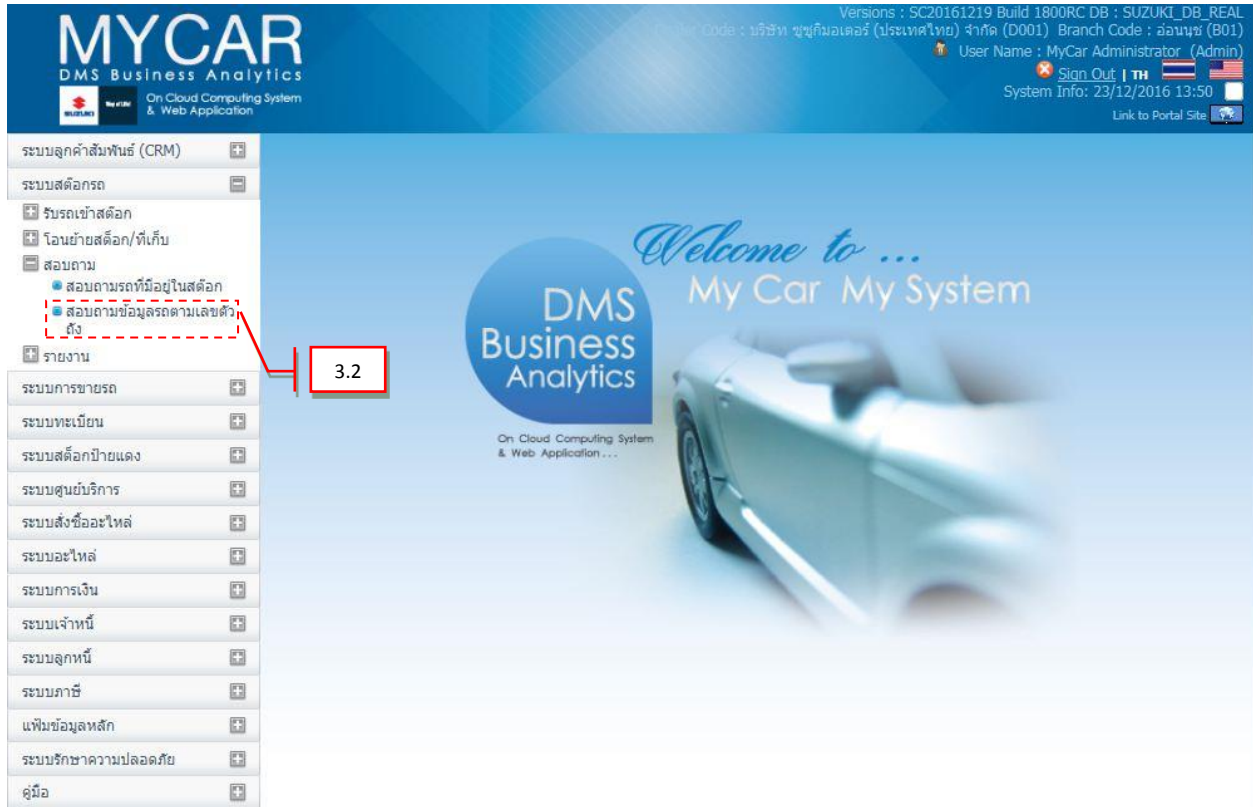 MYCAR
DMS Business Analytics
SUZUKI
Way of Life!
On Cloud Computing System
& Web Application
Versions : SC20161219 Build 1800RC DB : SUZUKI_DB_REAL
Code : บริษัท ซูซูกิมอเตอร์ (ประเทศไทย) จำกัด (D001) Branch Code : อ่อนนุช (B01)
User Name : MyCar Administrator (Admin)
Sign Out | TH
System Info: 23/12/2016 13:50
Link to Portal Site
ระบบลูกค้าสัมพันธ์ (CRM)
ระบบสต๊อกรถ
รับรถเข้าสต๊อก
โอนย้ายสต็อก/ที่เก็บ
สอบถาม
สอบถามรถที่มีอยู่ในสต๊อก
สอบถามข้อมูลรถตามเลขตัว
ถัง
รายงาน
3.2
ระบบการขายรถ
ระบบทะเบียน
ระบบสต็อกป้ายแดง
ระบบศูนย์บริการ
ระบบสั่งซื้ออะไหล่
ระบบอะไหล่
ระบบการเงิน
ระบบเจ้าหนี้
ระบบลูกหนี้
ระบบภาษี
แฟ้มข้อมูลหลัก
ระบบรักษาความปลอดภัย
คู่มือ
Welcome to ...
My Car My System
DMS
Business
Analytics
On Cloud Computing System
& Web Application ...